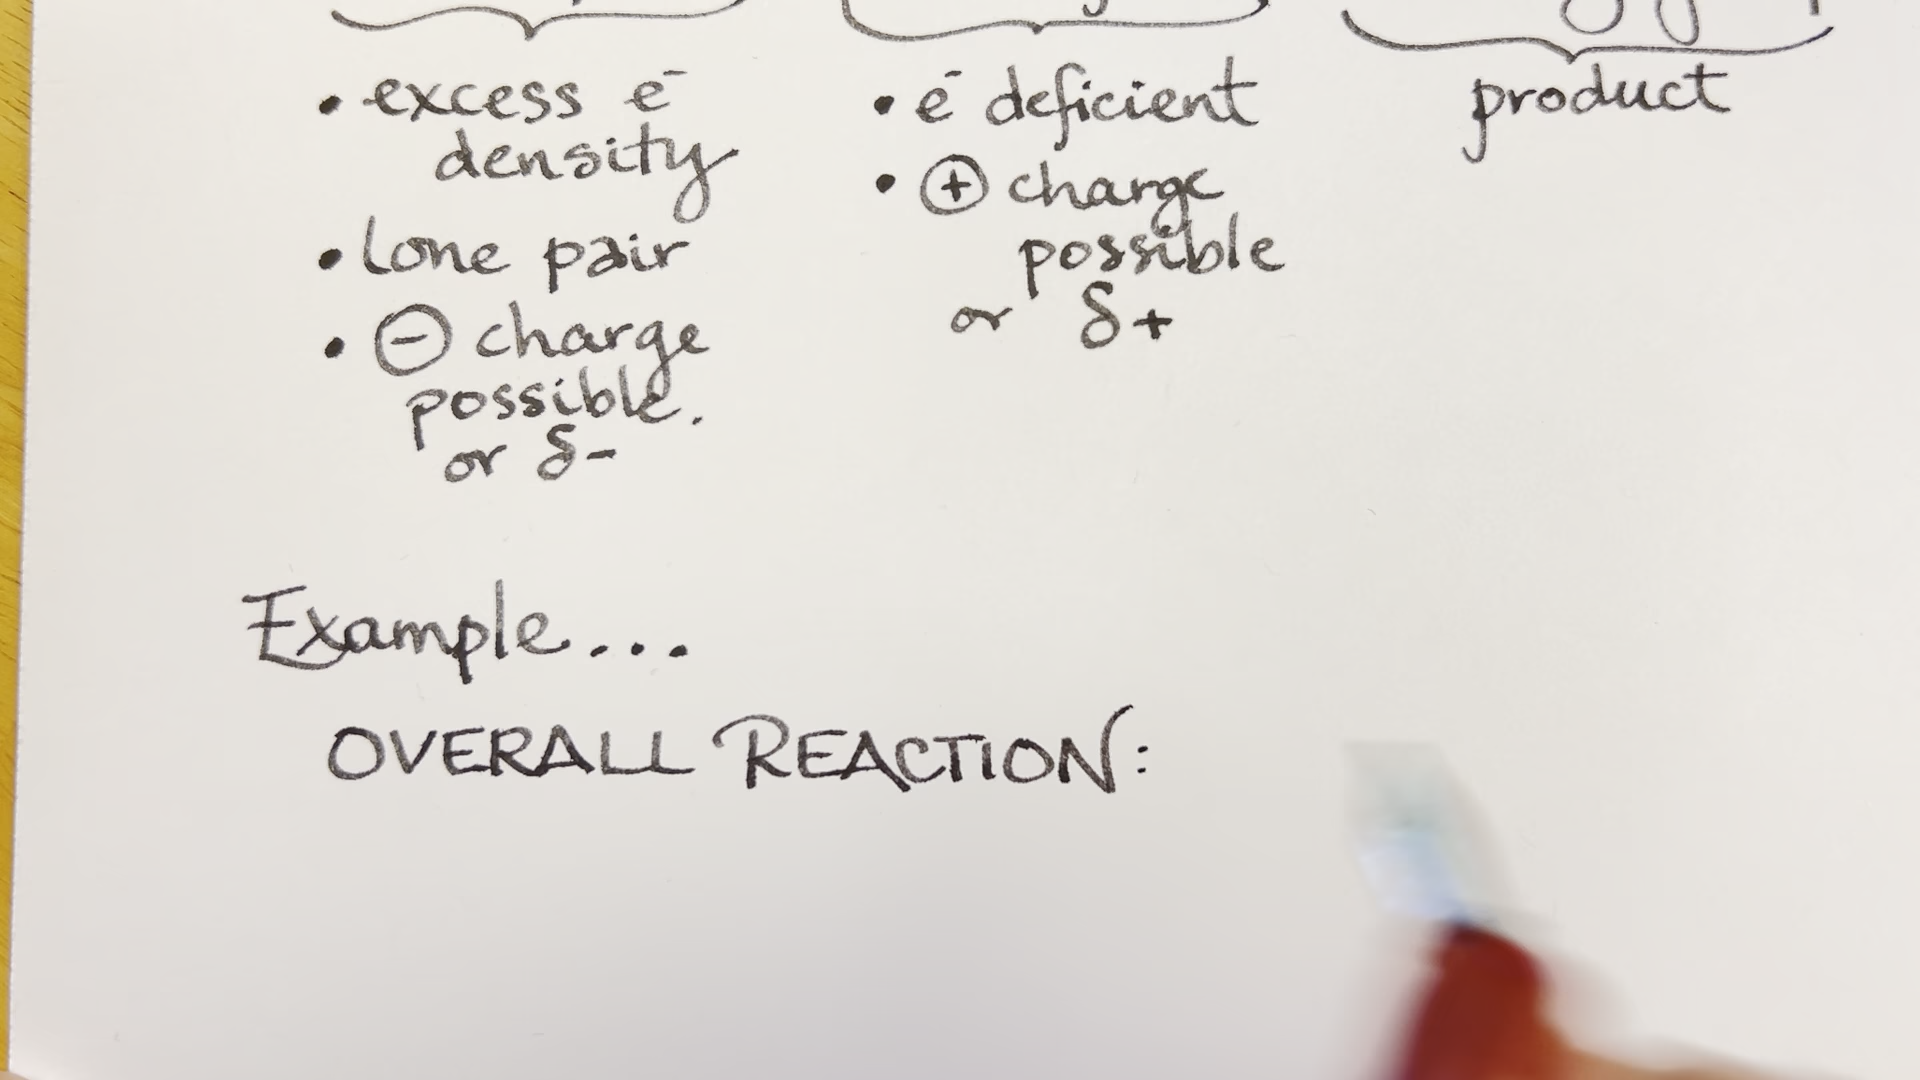 • excess e⁻
density
• lone pair
• ⊖ charge
possible.
or δ-
• e⁻ deficient
• ⊕ charge
possible
or δ+
product
Example...
OVERALL REACTION: